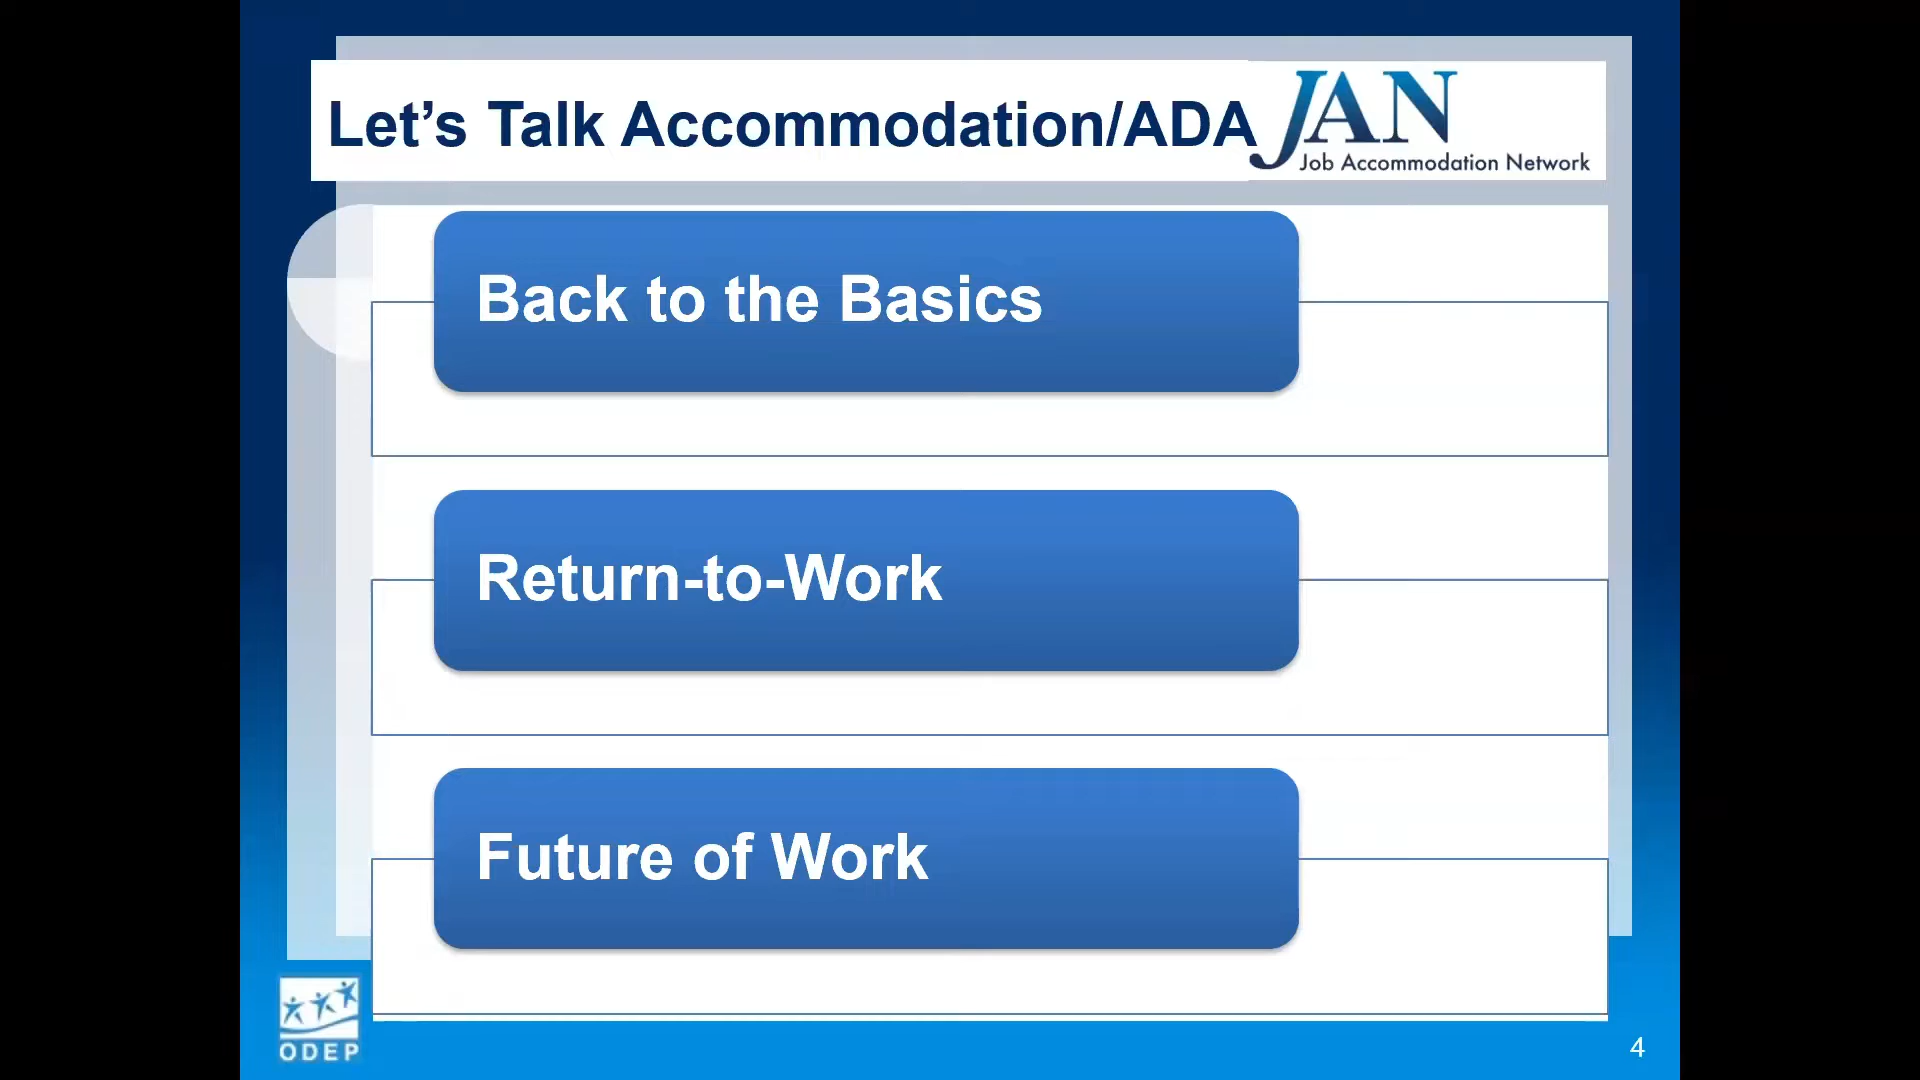 Let’s Talk Accommodation/ADA
JAN
Job Accommodation Network
Back to the Basics
Return-to-Work
Future of Work
ODEP
4